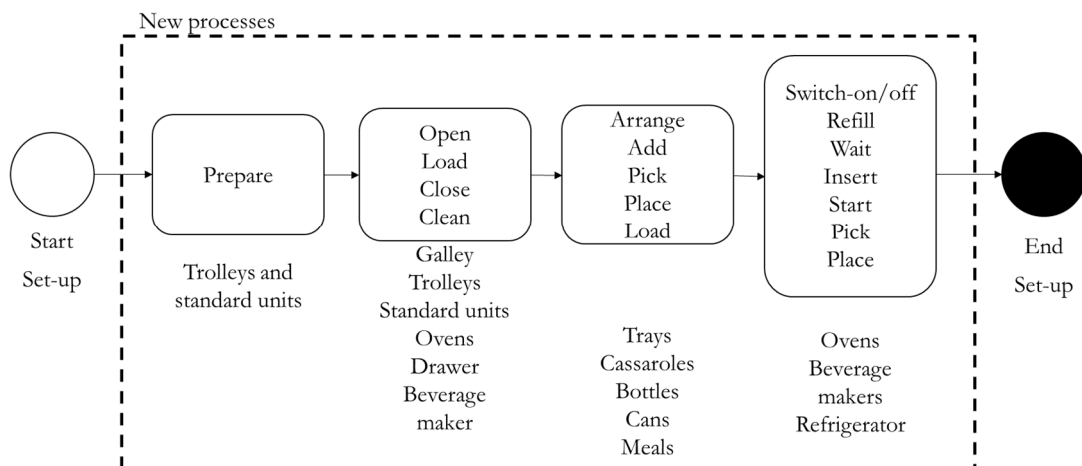 New processes
Start
Set-up
Prepare
Trolleys and
standard units
Open
Load
Close
Clean
Galley
Trolleys
Standard units
Ovens
Drawer
Beverage
maker
Arrange
Add
Pick
Place
Load
Trays
Cassaroles
Bottles
Cans
Meals
Switch-on/off
Refill
Wait
Insert
Start
Pick
Place
Ovens
Beverage
makers
Refrigerator
End
Set-up